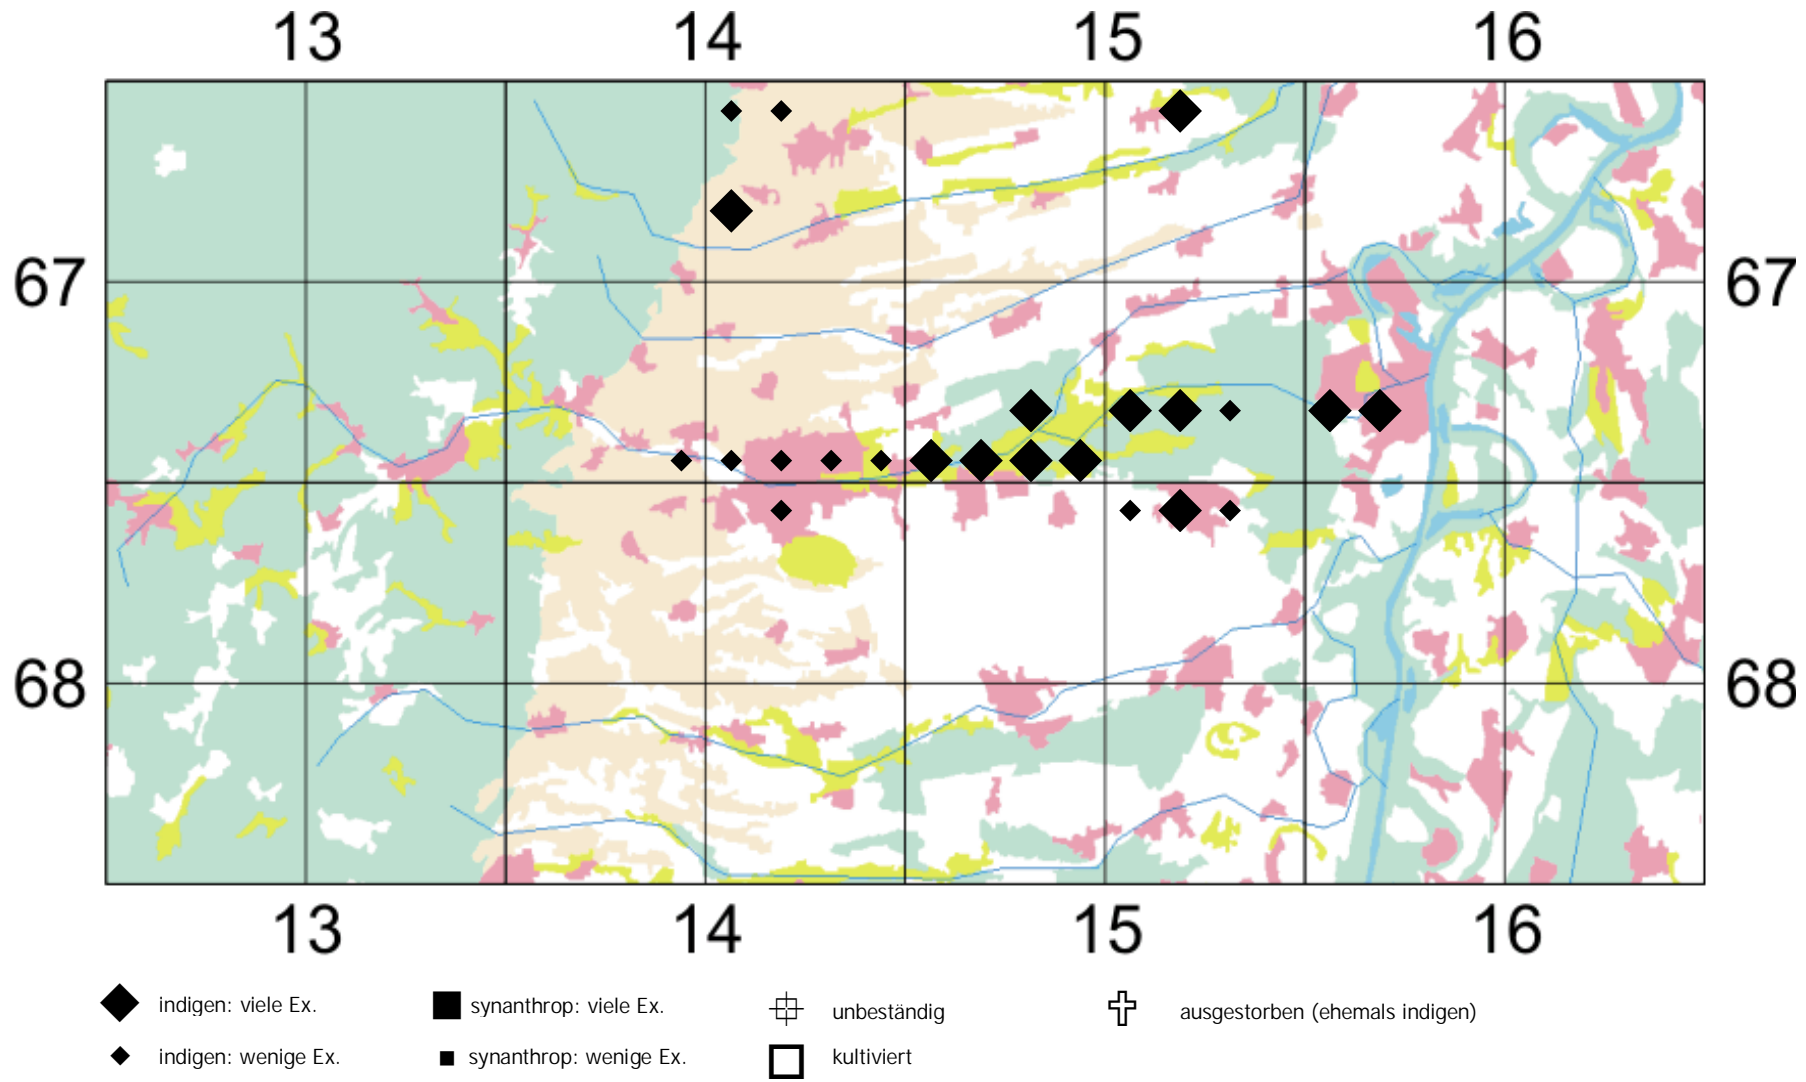 13 14 15 16
67 67
68 68
13 14 15 16
indigen: viele Ex. synanthrop: viele Ex. unbeständig ausgestorben (ehemals indigen)
indigen: wenige Ex. synanthrop: wenige Ex. kultiviert